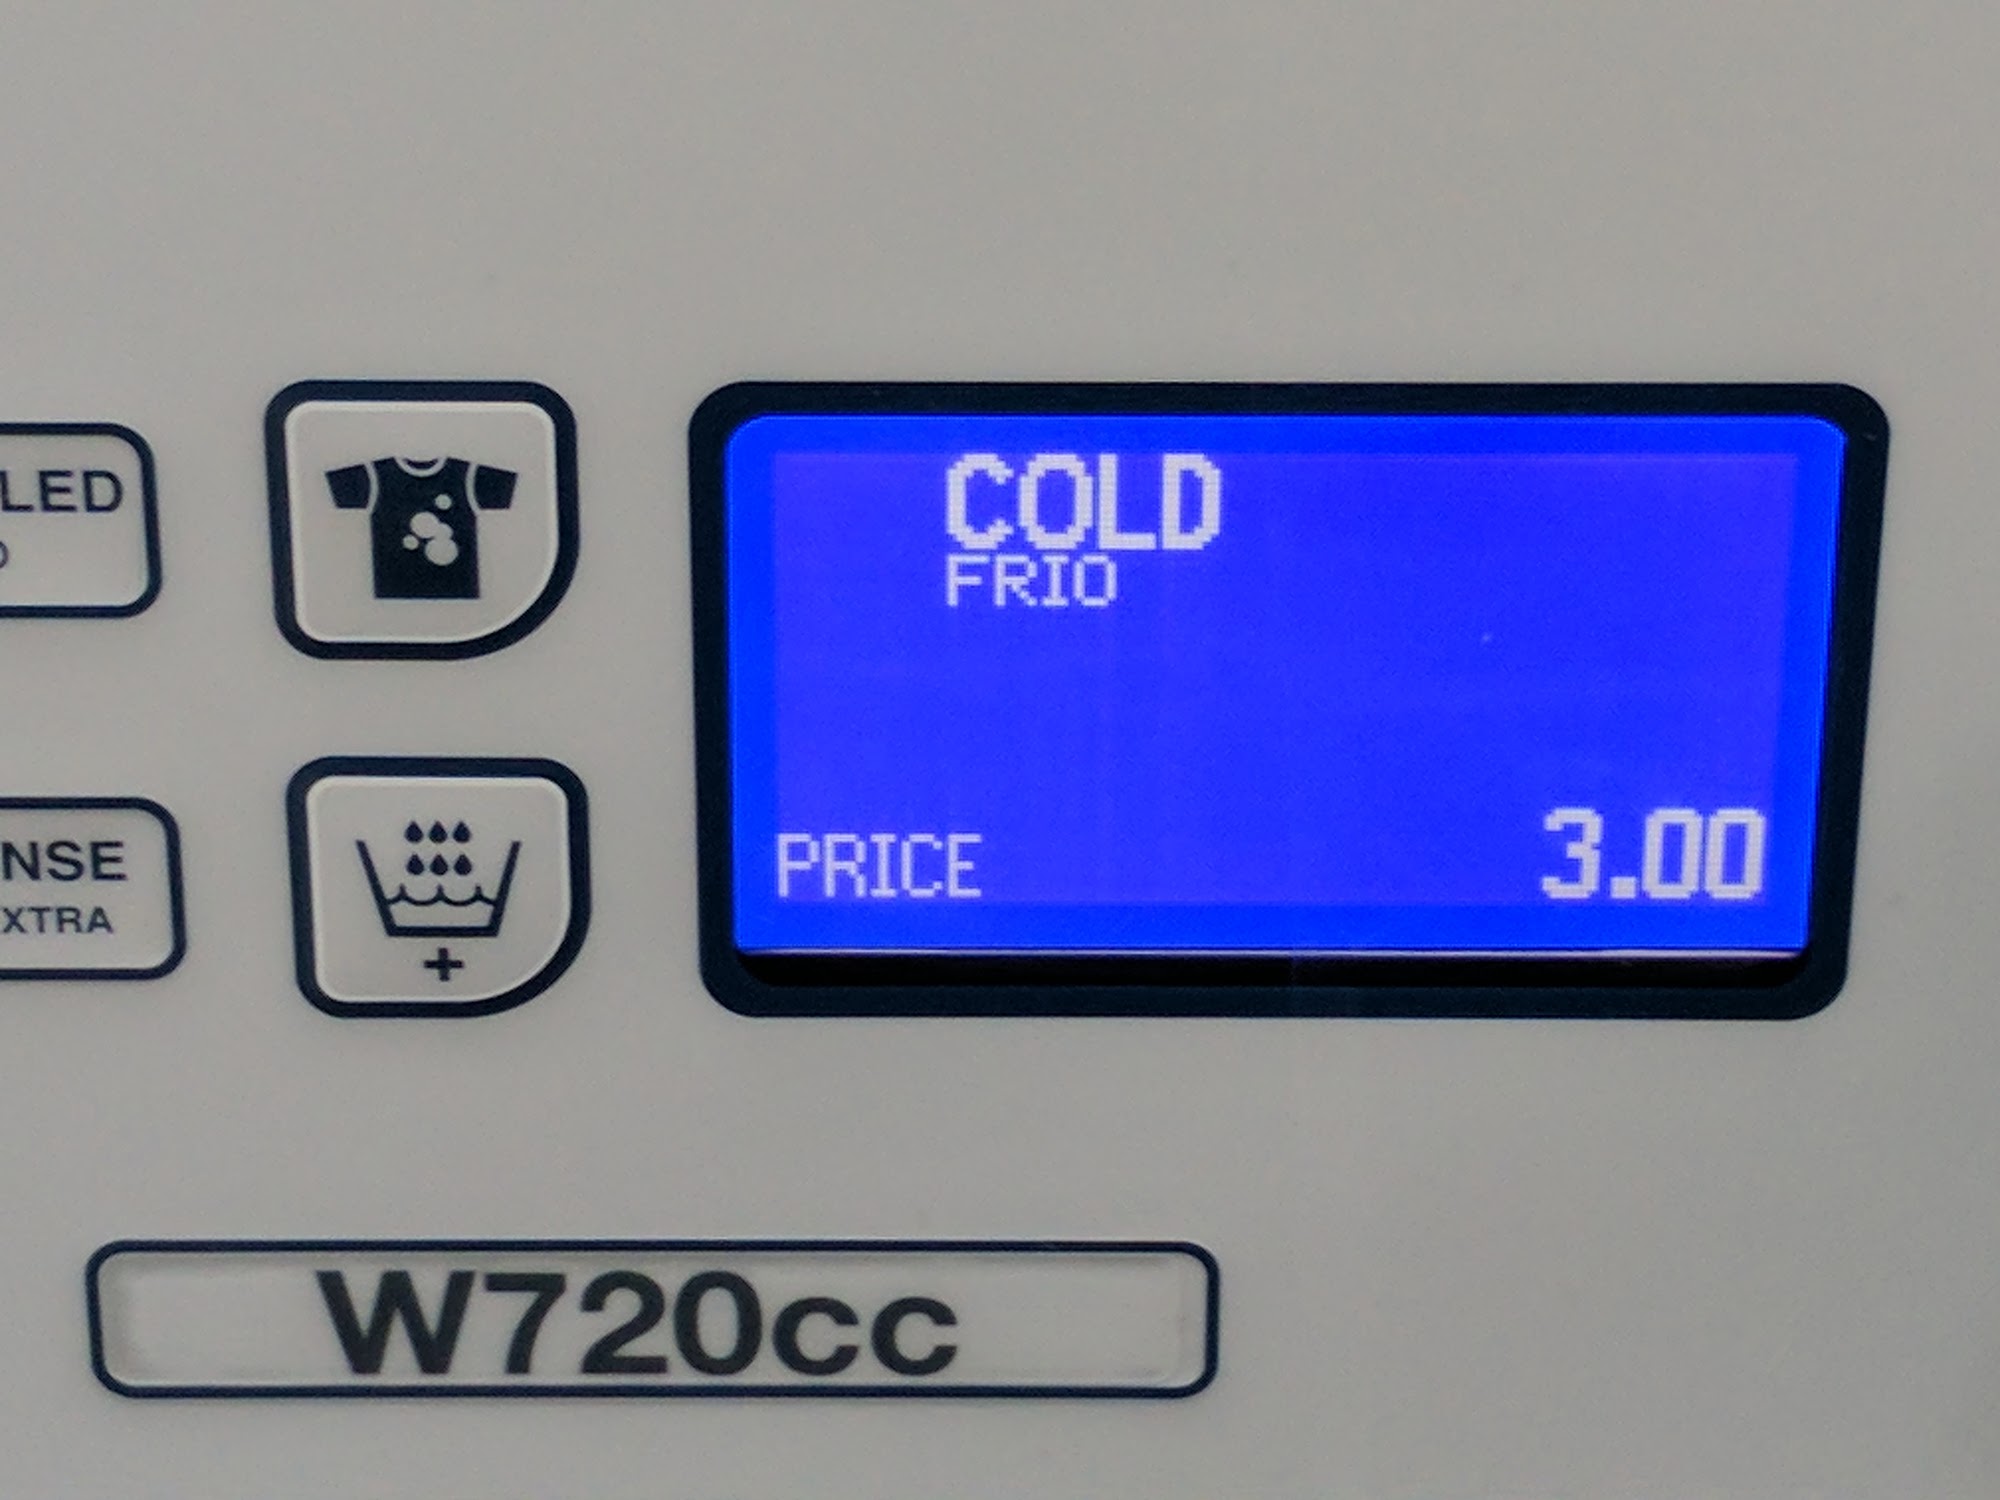 COLD
FRIO
LED
PRICE
3.00
NSE
XTRA
+
W720cc